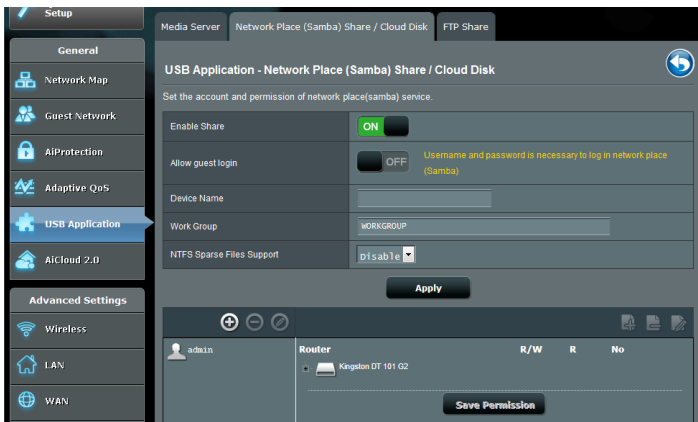 Setup
General
Network Map
Guest Network
AiProtection
Adaptive QoS
USB Application
AiCloud 2.0
Advanced Settings
Wireless
LAN
WAN
Media Server
Network Place (Samba) Share / Cloud Disk
FTP Share
USB Application - Network Place (Samba) Share / Cloud Disk
Set the account and permission of network place(samba) service.
Enable Share
ON
Allow guest login
OFF
Username and password is necessary to log in network place
(Samba)
Device Name
Work Group
WORKGROUP
NTFS Sparse Files Support
Disable
Apply
admin
Router R/W R No
Kingston DT 101 G2
Save Permission